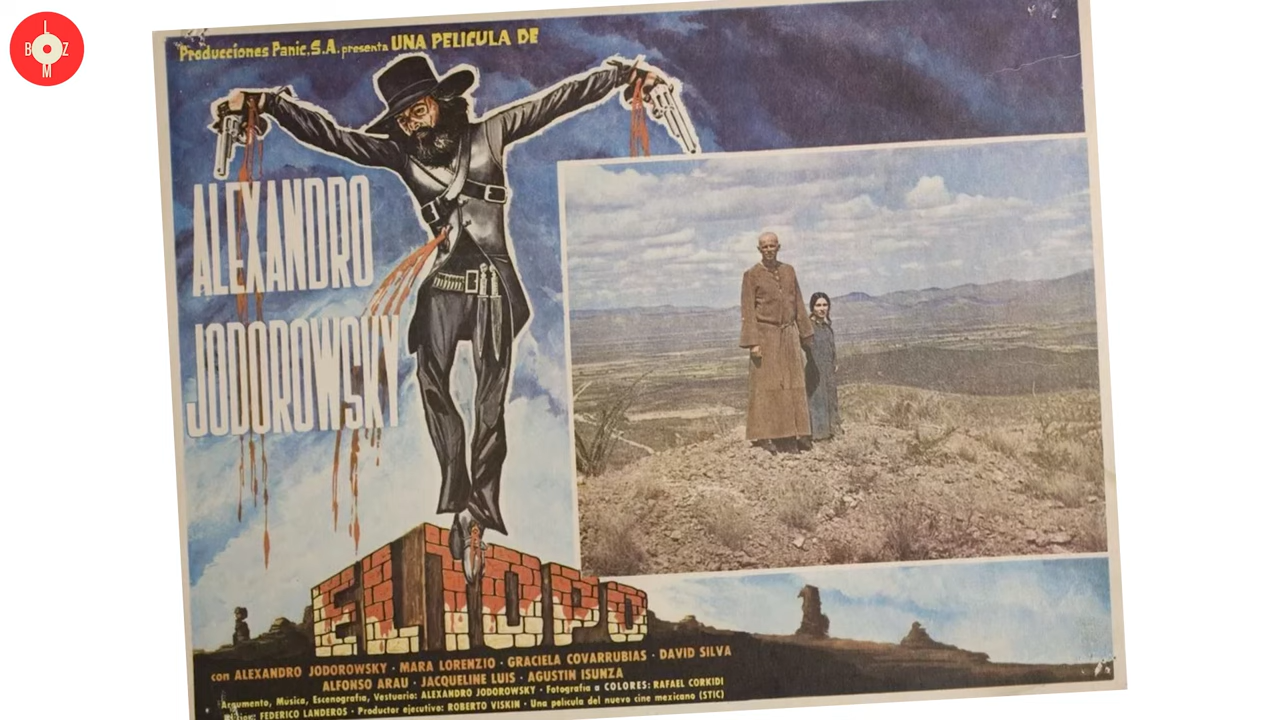 L
B O Z
M
Producciones Panic, S.A. presenta UNA PELICULA DE
ALEXANDRO
JODOROWSKY
EL TOPO
con ALEXANDRO JODOROWSKY · MARA LORENZIO · GRACIELA COVARRUBIAS · DAVID SILVA
ALFONSO ARAU · JACQUELINE LUIS · AGUSTIN ISUNZA
Argumento, Música, Escenografia, Vestuario: ALEXANDRO JODOROWSKY · Fotografia a COLORES: RAFAEL CORKIDI
FEDERICO LANDEROS · Productor ejecutivo: ROBERTO VISKIN · Una pelicula del nuevo cine mexicano (STIC)